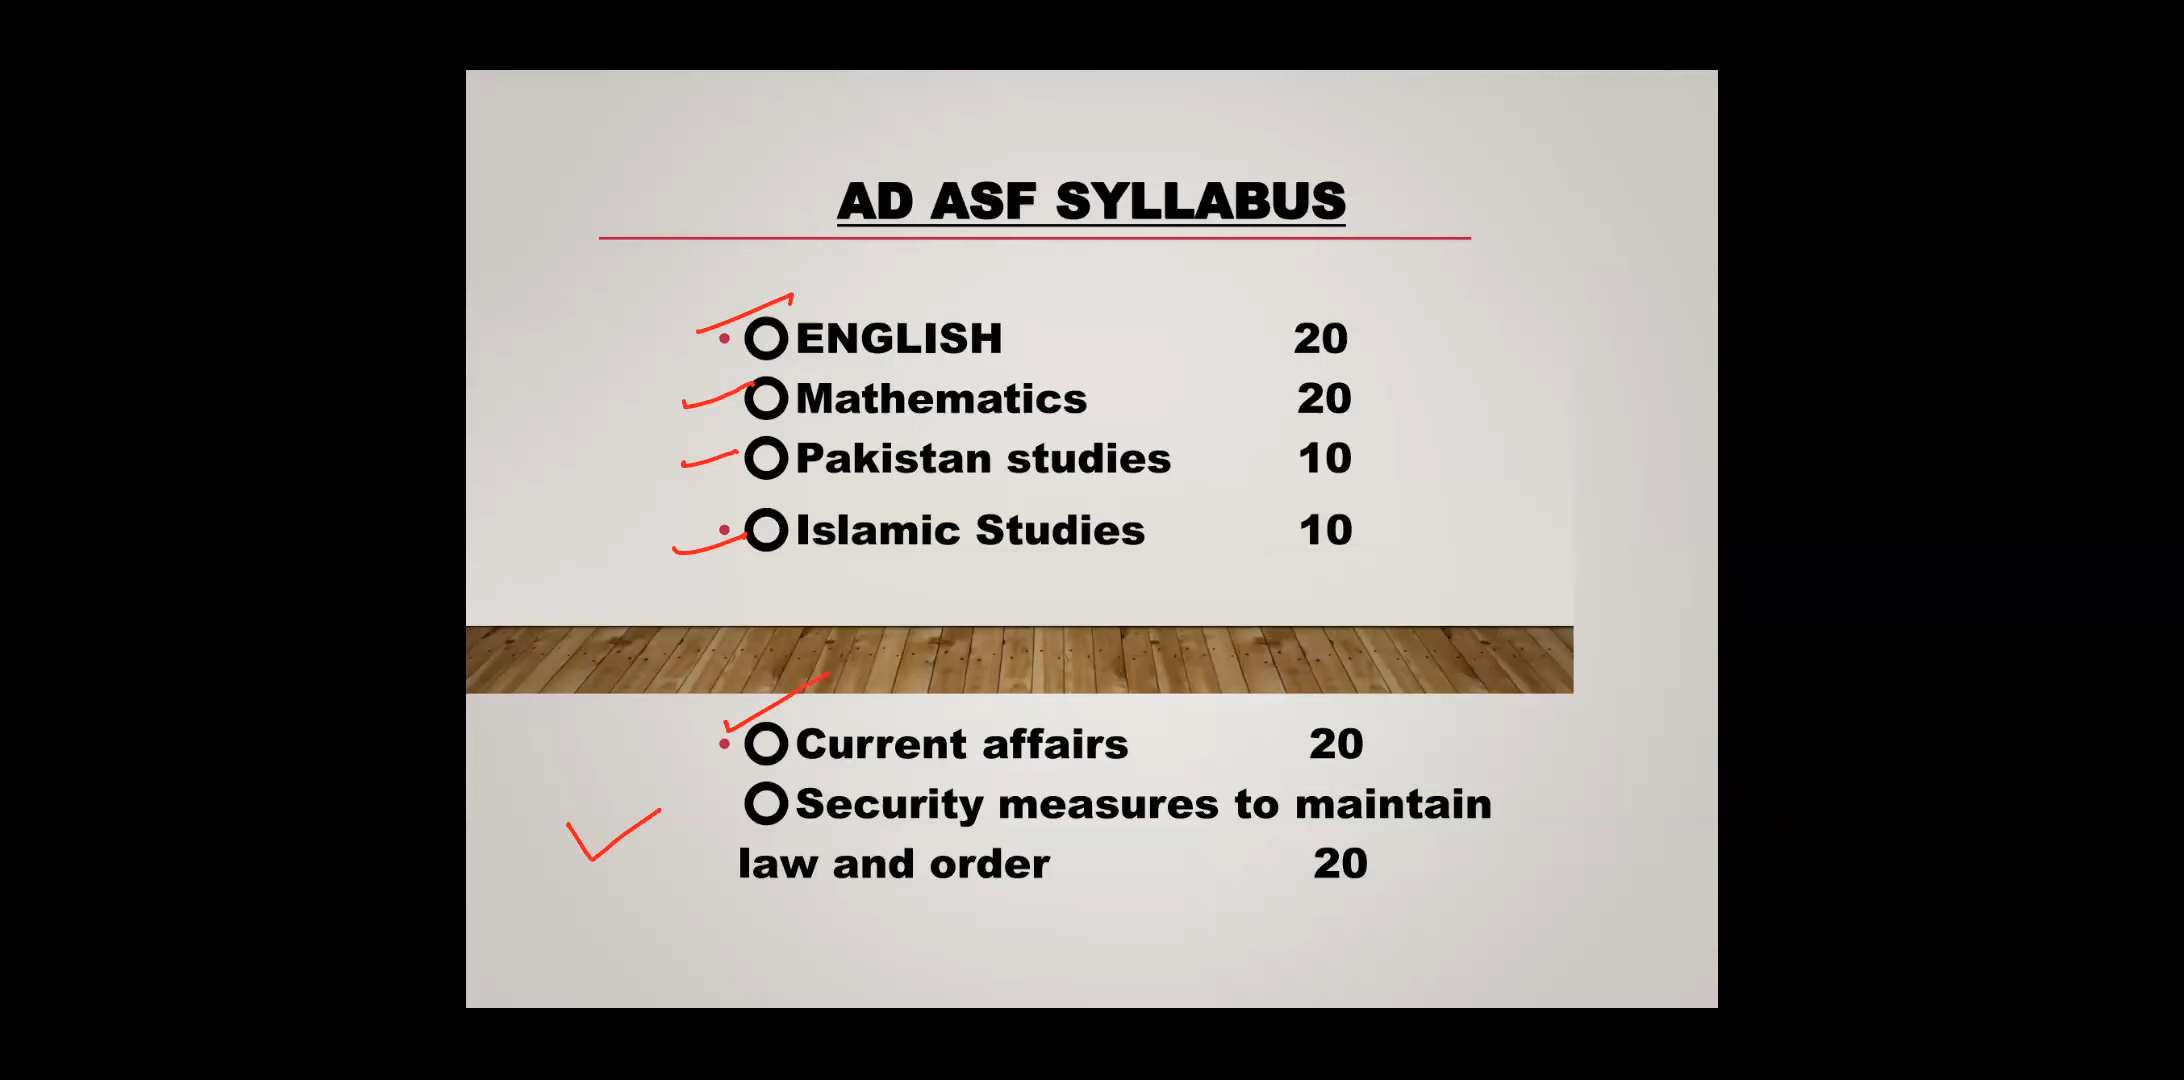 AD ASF SYLLABUS
ENGLISH 20
Mathematics 20
Pakistan studies 10
Islamic Studies 10
Current affairs 20
Security measures to maintain
law and order 20